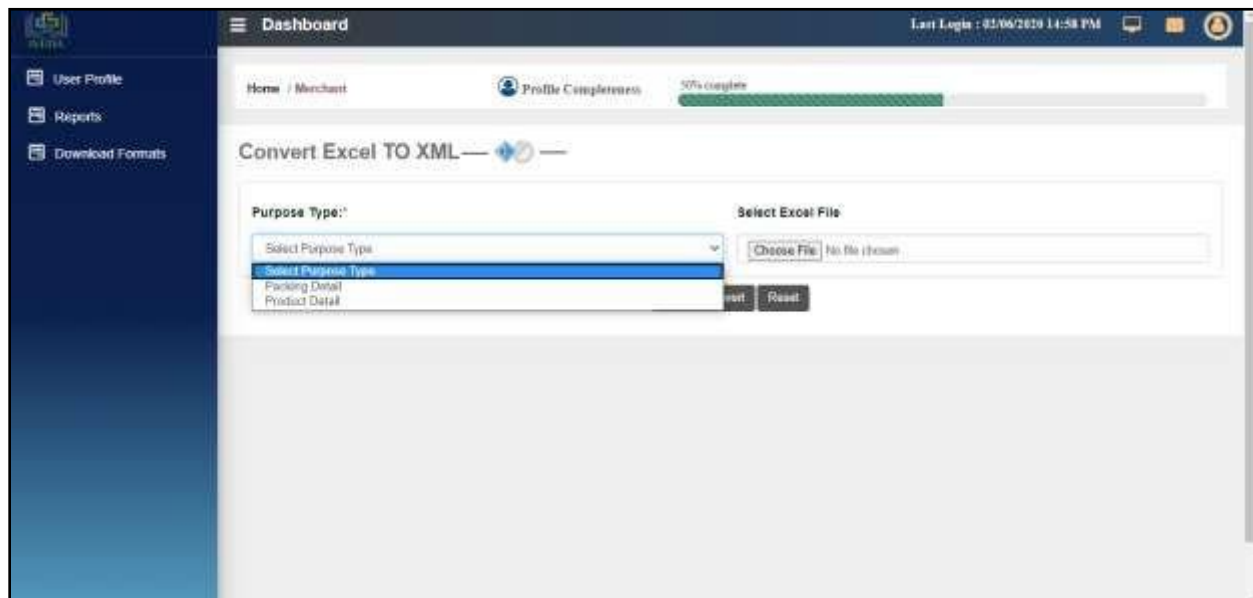 Dashboard
Last Login : 02/06/2020 14:58 PM
User Profile
Reports
Download Formats
Home / Merchant
Profile Completeness
50% complete
Convert Excel TO XML
Purpose Type:*
Select Excel File
Select Purpose Type
Choose File No file chosen
Select Purpose Type
Packing Detail
Product Detail
Reset